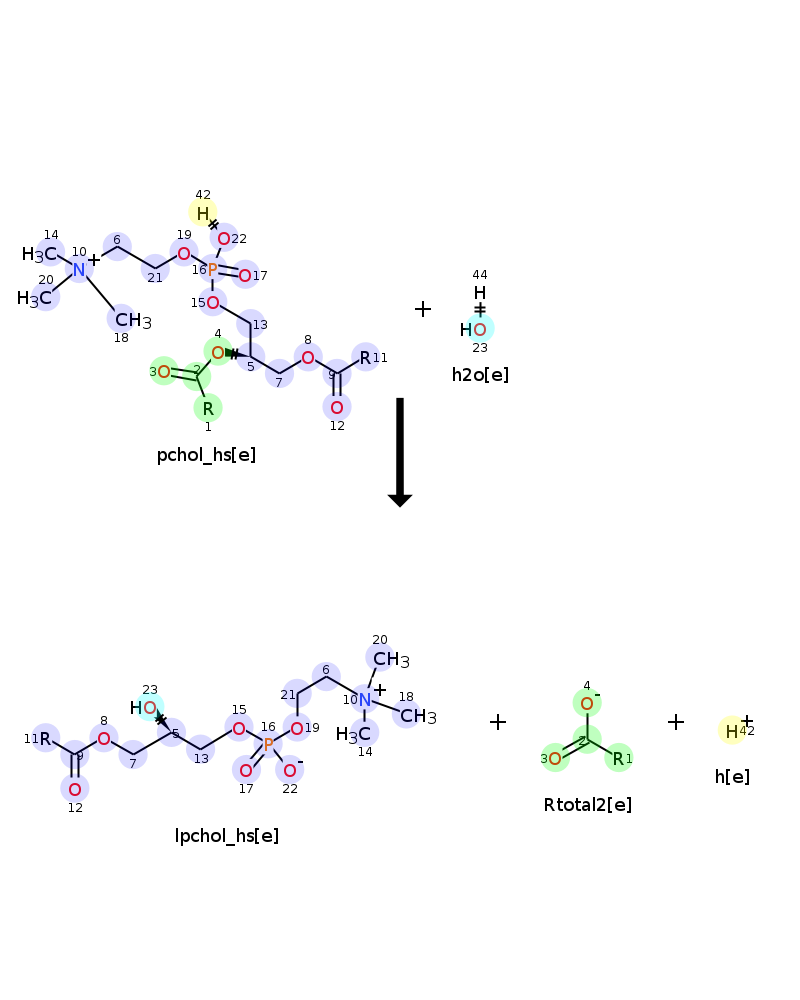 42
H
14
H3C
10
N
+
6
19
O
O
22
20
H3C
21
16
P
O
17
44
H
15
O
CH3
18
13
+
HO
23
4
O
8
O
R
11
3
O
2
5
7
9
h2o[e]
R
1
O
12
pchol_hs[e]
20
CH3
6
23
HO
21
10
N
+
18
CH3
4
O
-
11
R
8
O
5
15
O
16
P
O
19
H3C
14
+
+
H
+
42
9
7
13
2
3
O
R
1
O
12
O
17
O
-
22
h[e]
Rtotal2[e]
lpchol_hs[e]